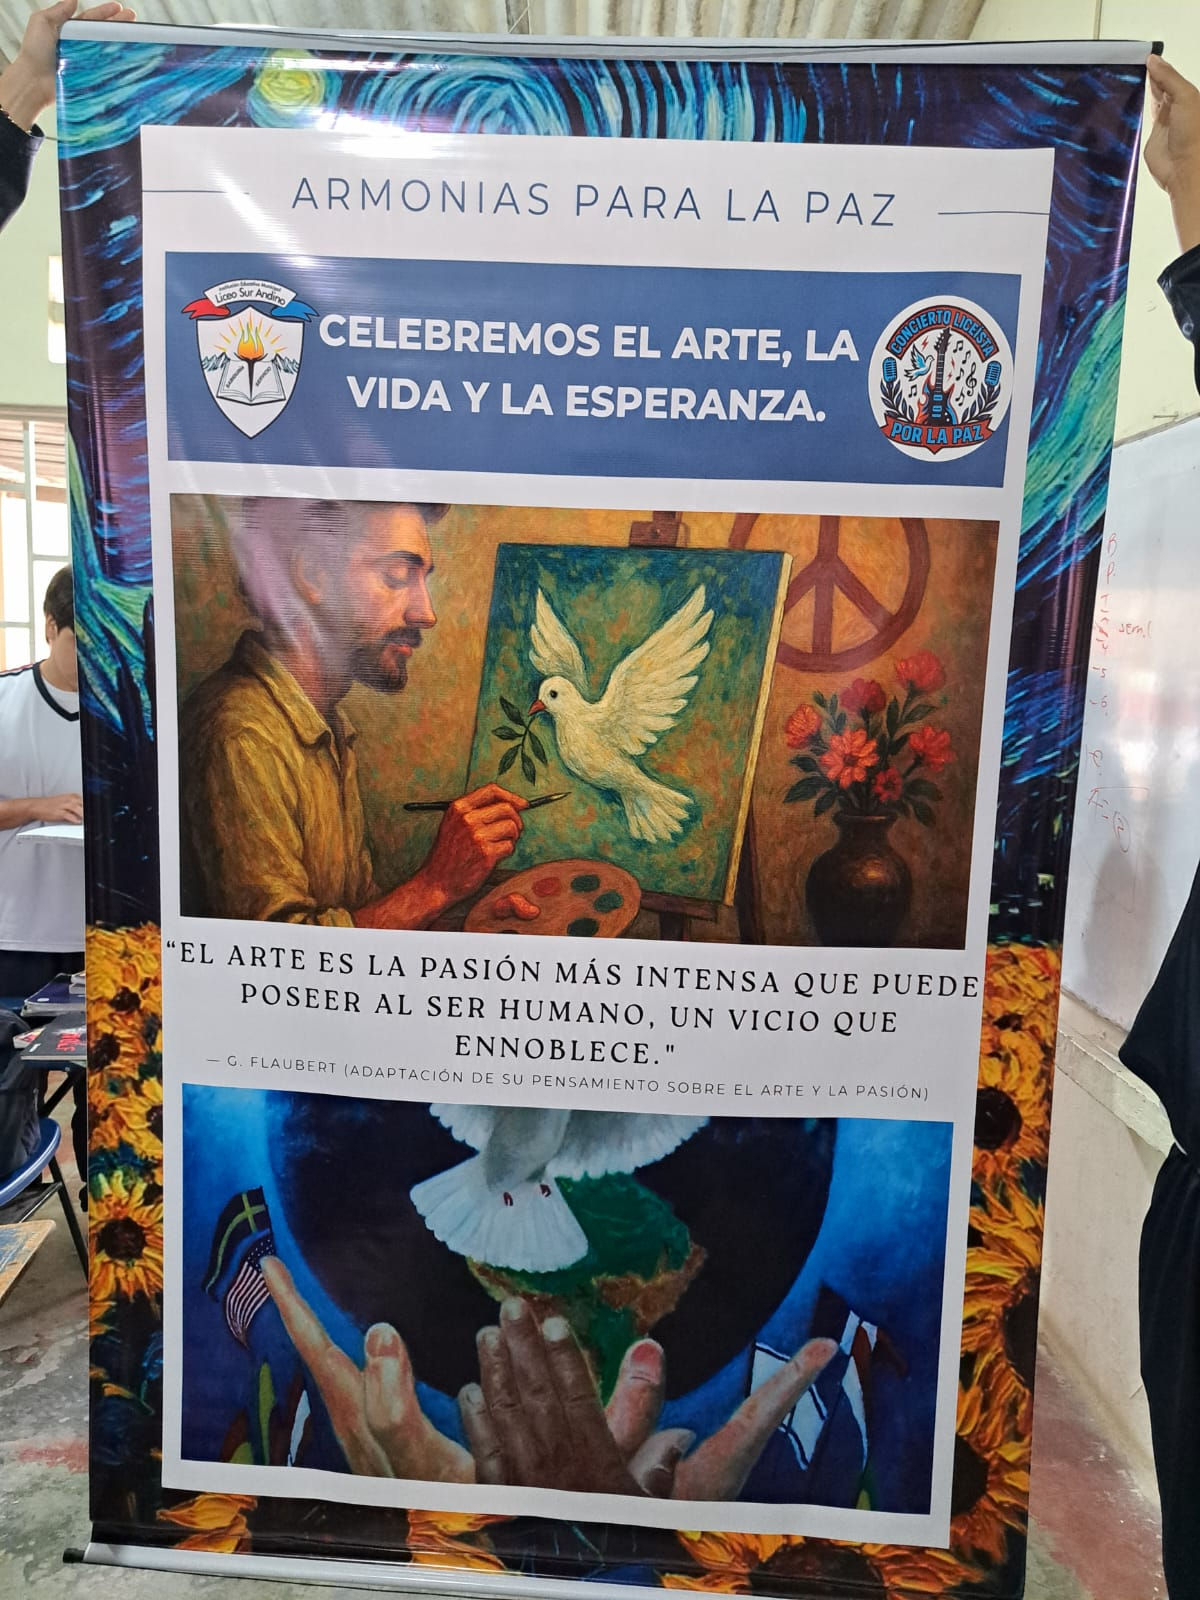 ARMONIAS PARA LA PAZ
Institución Educativa Municipal
Liceo Sur Andino
SABIDURÍA
SERVICIO
CELEBREMOS EL ARTE, LA
VIDA Y LA ESPERANZA.
CONCIERTO LICEÍSTA
POR LA PAZ
“EL ARTE ES LA PASIÓN MÁS INTENSA QUE PUEDE
POSEER AL SER HUMANO, UN VICIO QUE
ENNOBLECE."
— G. FLAUBERT (ADAPTACIÓN DE SU PENSAMIENTO SOBRE EL ARTE Y LA PASIÓN)